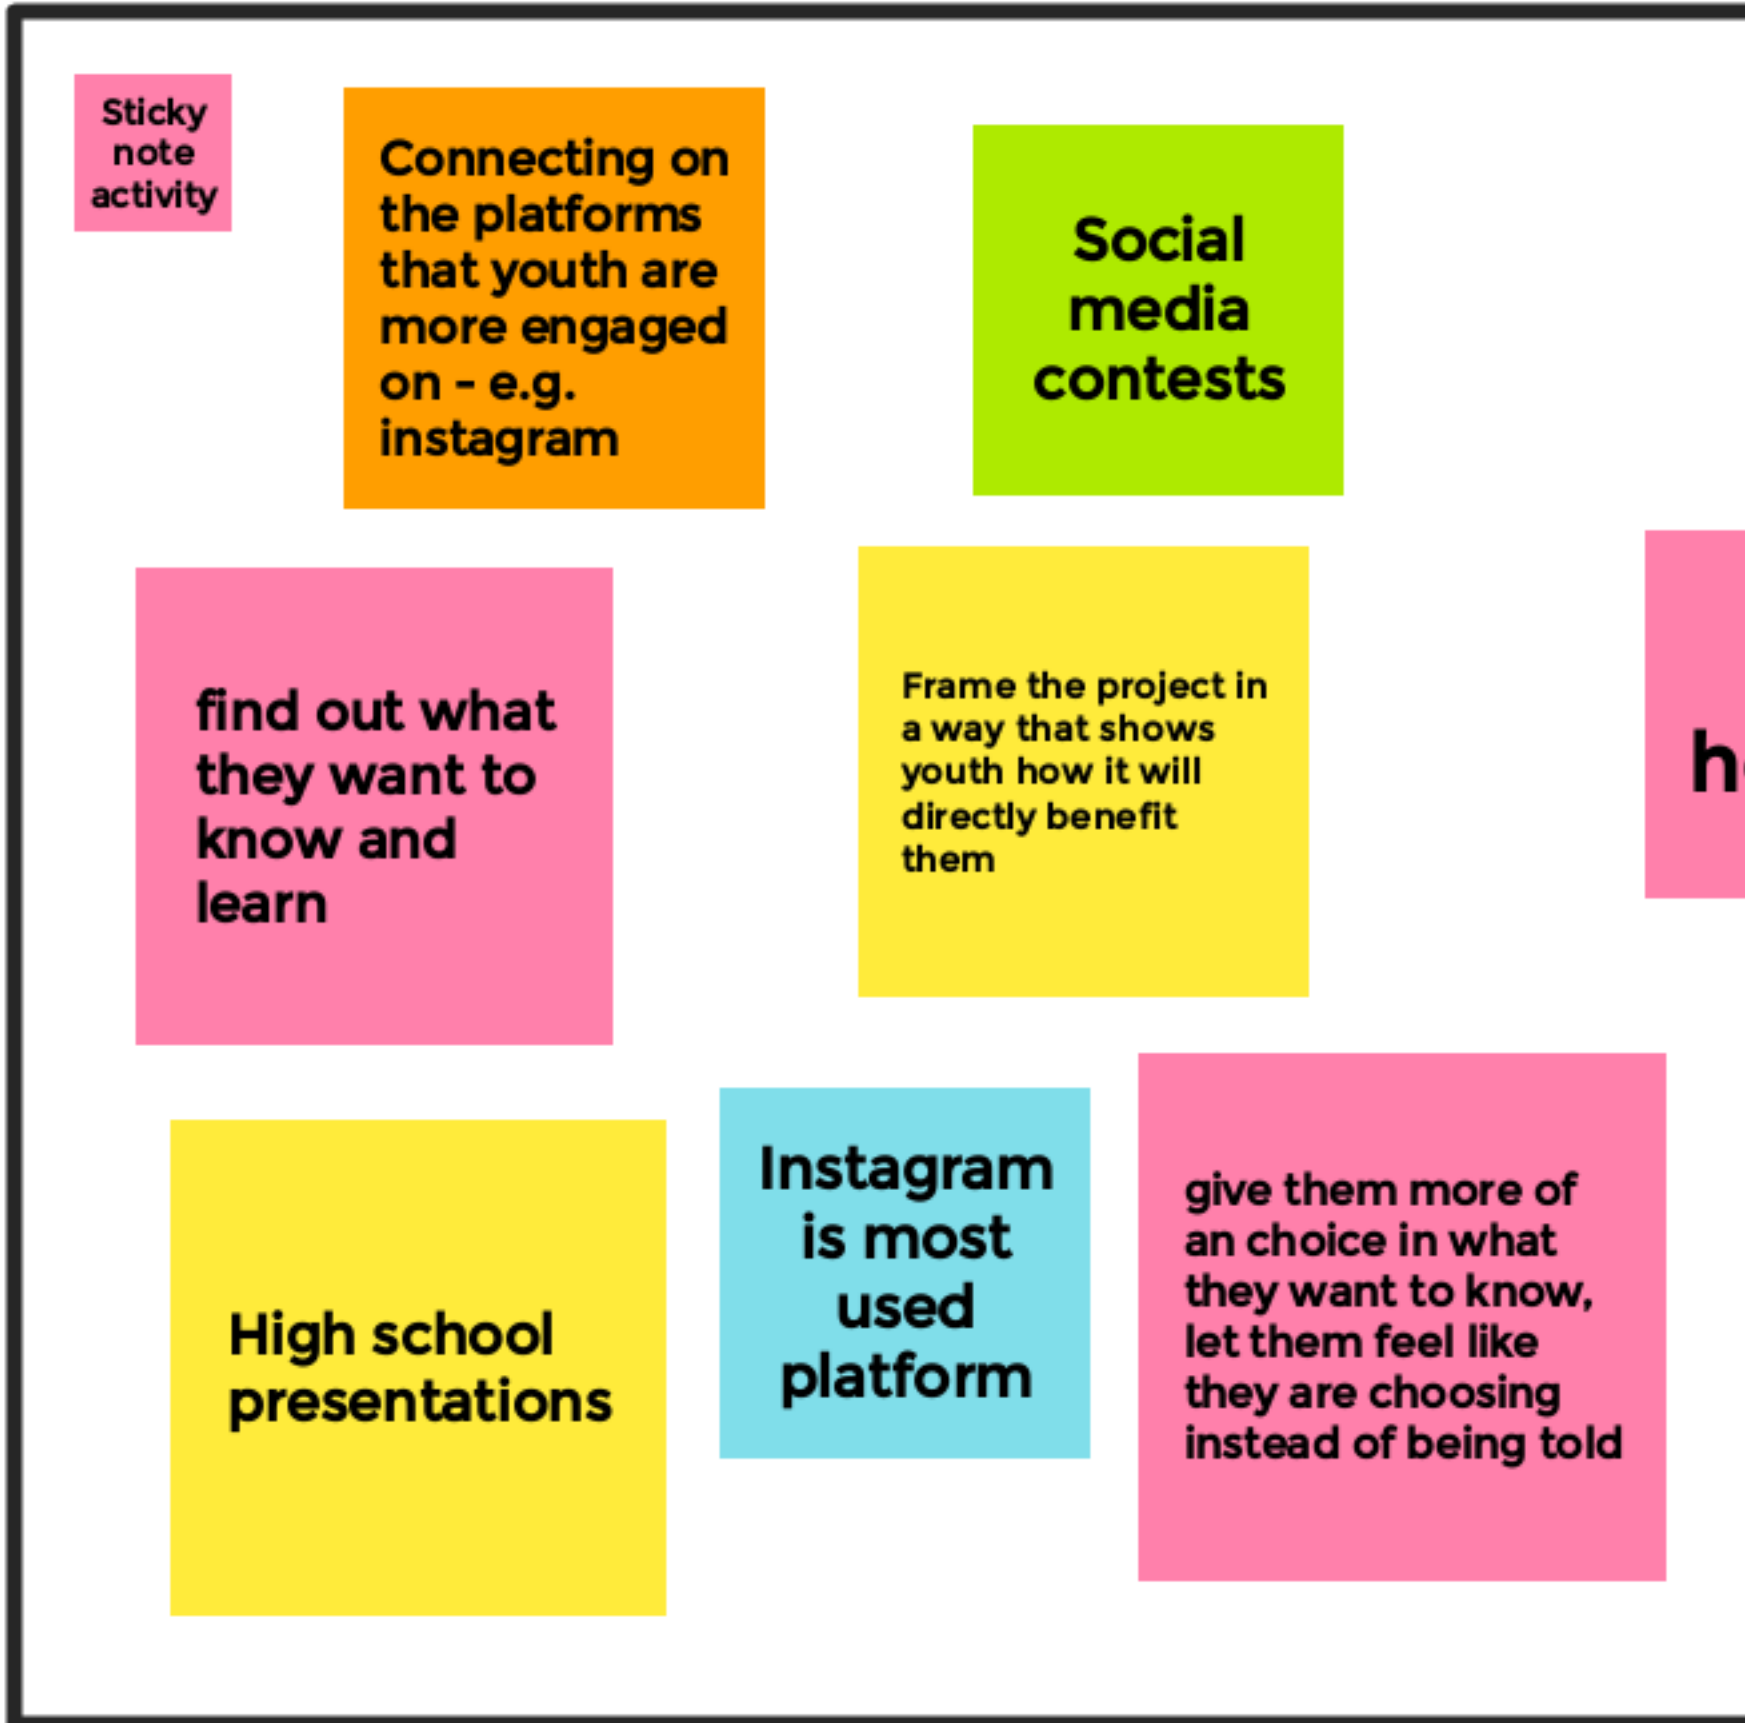 Sticky
note
activity
Connecting on
the platforms
that youth are
more engaged
on - e.g.
instagram
Social
media
contests
find out what
they want to
know and
learn
Frame the project in
a way that shows
youth how it will
directly benefit
them
High school
presentations
Instagram
is most
used
platform
give them more of
an choice in what
they want to know,
let them feel like
they are choosing
instead of being told